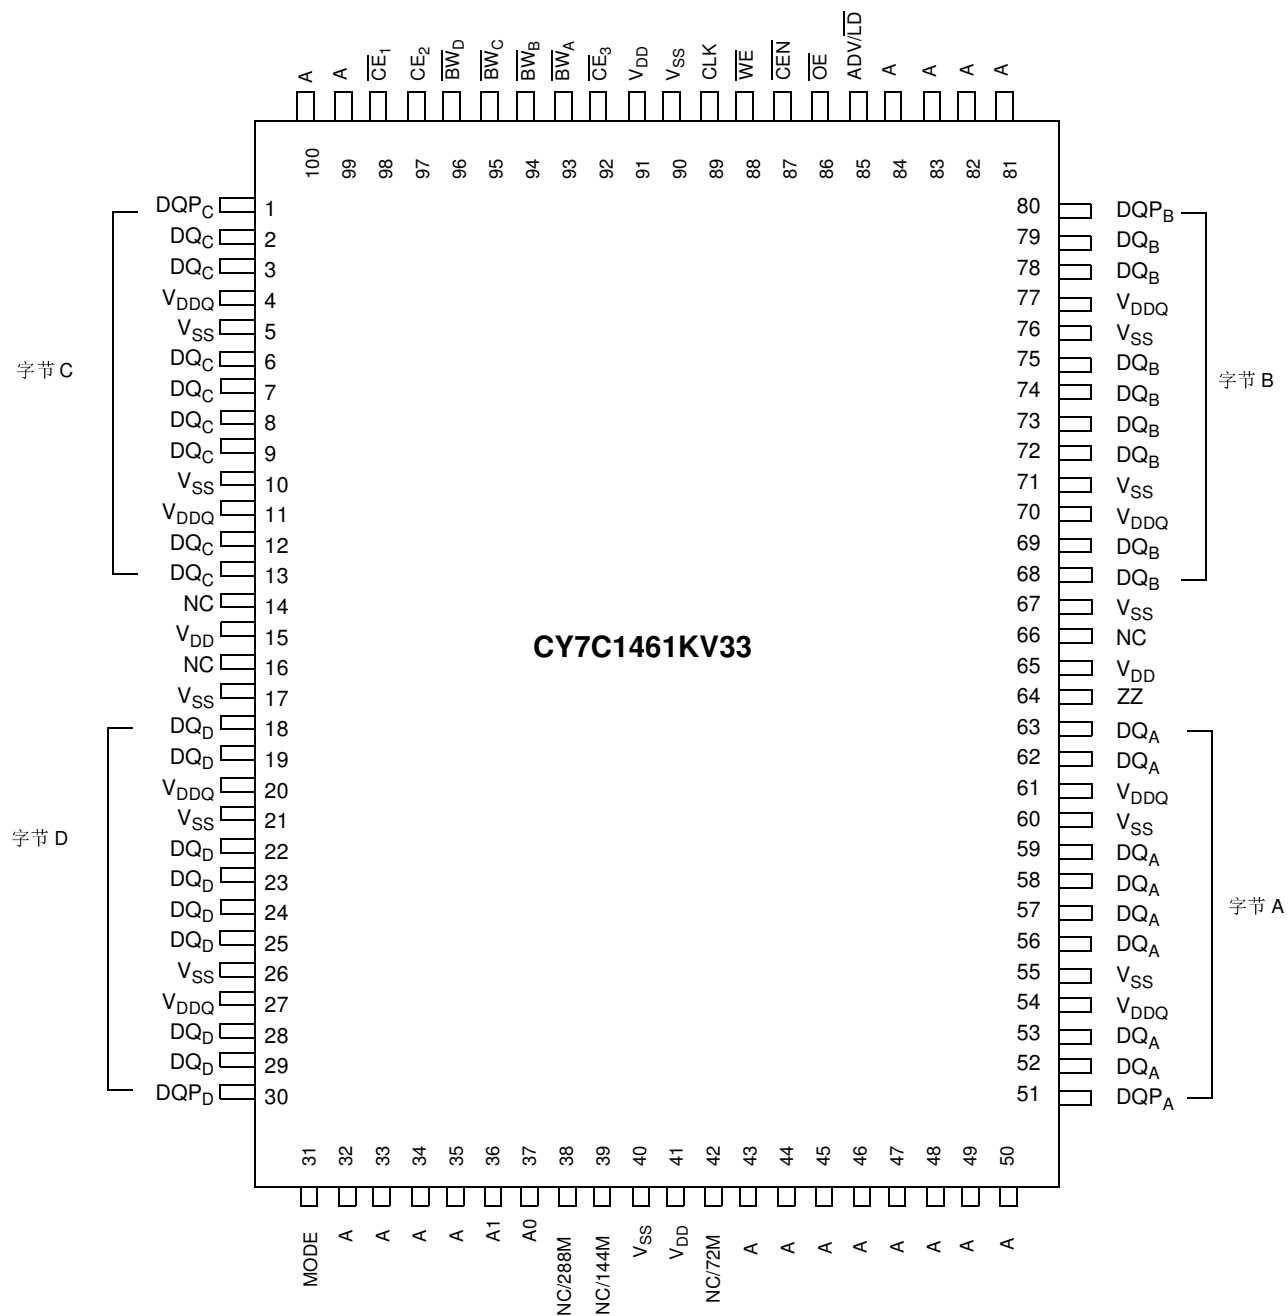 A A CE1 CE2 BWD BWC BWB BWA CE3 VDD VSS CLK WE CEN OE ADV/LD A A A A
100 99 98 97 96 95 94 93 92 91 90 89 88 87 86 85 84 83 82 81
DQPC 1
DQC 2
DQC 3
VDDQ 4
VSS 5
DQC 6
DQC 7
DQC 8
DQC 9
VSS 10
VDDQ 11
DQC 12
DQC 13
NC 14
VDD 15
NC 16
VSS 17
DQD 18
DQD 19
VDDQ 20
VSS 21
DQD 22
DQD 23
DQD 24
DQD 25
VSS 26
VDDQ 27
DQD 28
DQD 29
DQPD 30
字节 C
字节 D
CY7C1461KV33
80 DQPB
79 DQB
78 DQB
77 VDDQ
76 VSS
75 DQB
74 DQB
73 DQB
72 DQB
71 VSS
70 VDDQ
69 DQB
68 DQB
67 VSS
66 NC
65 VDD
64 ZZ
63 DQA
62 DQA
61 VDDQ
60 VSS
59 DQA
58 DQA
57 DQA
56 DQA
55 VSS
54 VDDQ
53 DQA
52 DQA
51 DQPA
字节 B
字节 A
31 32 33 34 35 36 37 38 39 40 41 42 43 44 45 46 47 48 49 50
MODE A A A A A1 A0 NC/288M NC/144M VSS VDD NC/72M A A A A A A A A